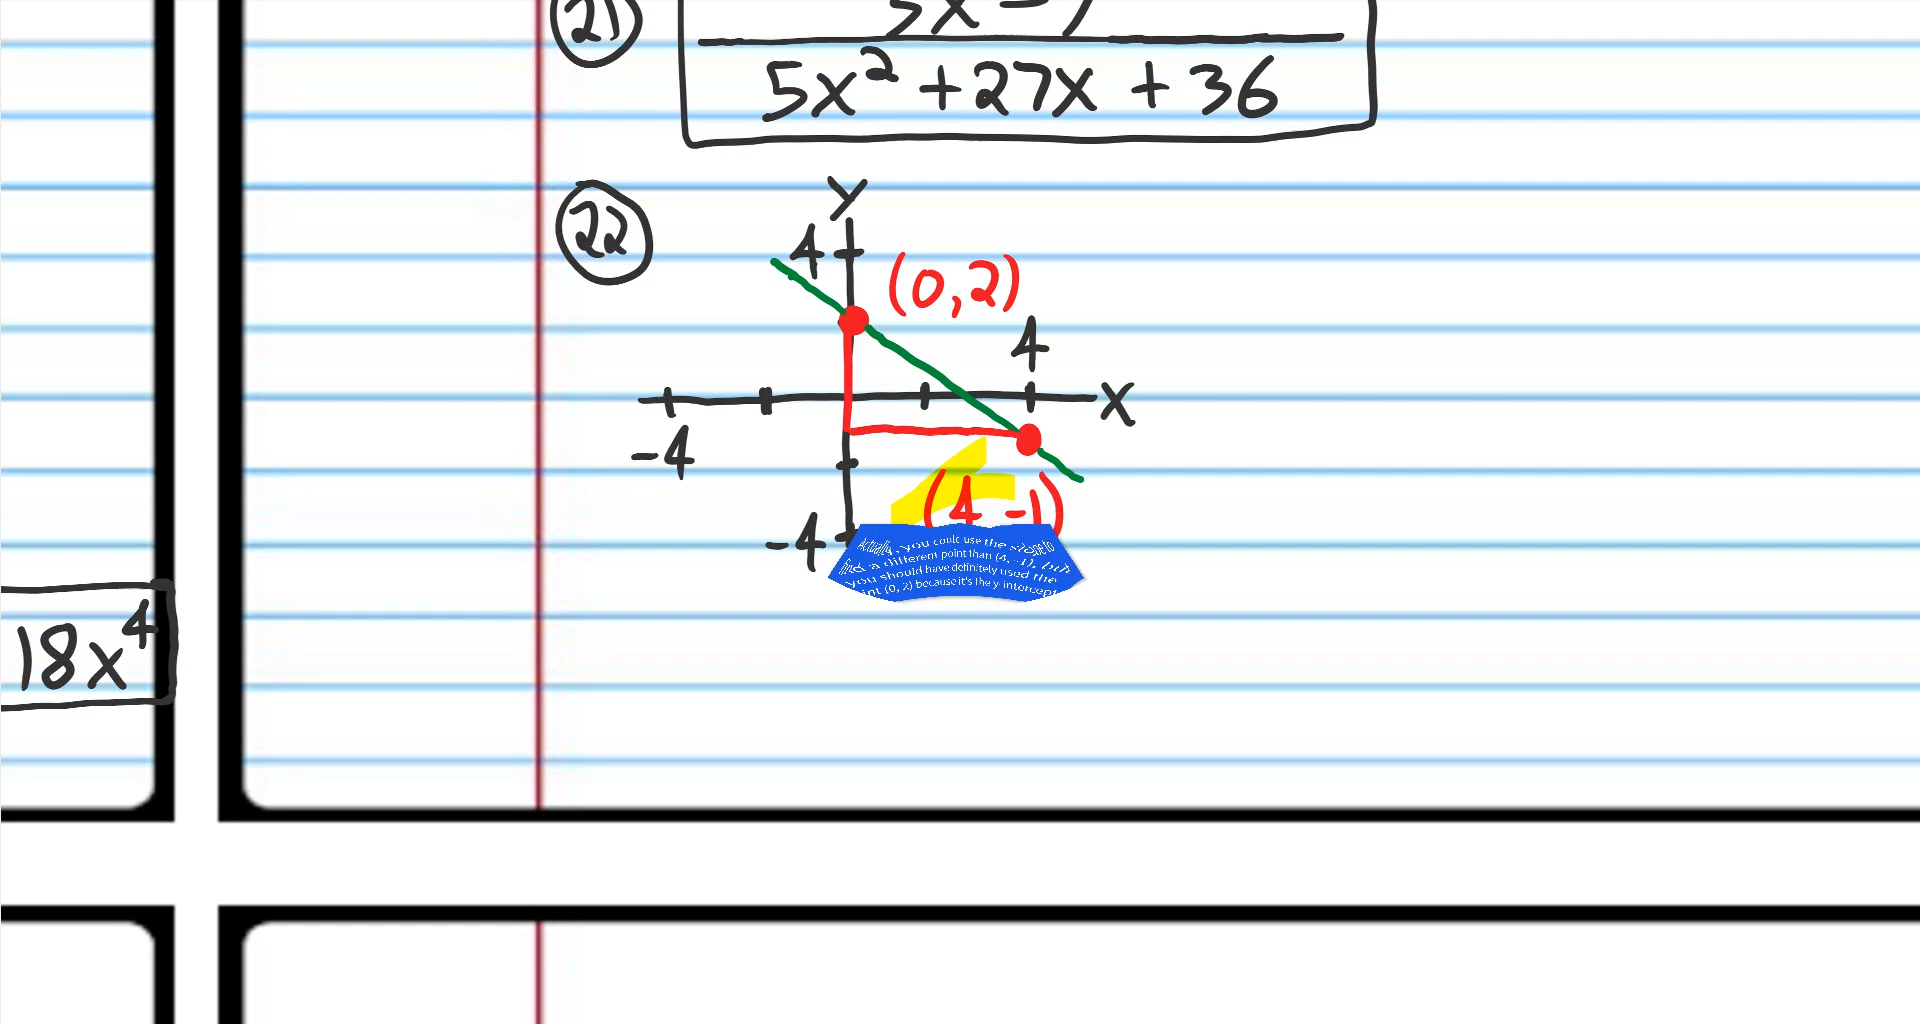 21
5x² + 27x + 36
22
Y
4
(0,2)
4
X
-4
(4 -1)
-4
Actually, you could use the slope to
find a different point than (4, -1), but
you should have definitely used the
(0, 2) because it's the y-intercept
18x⁴